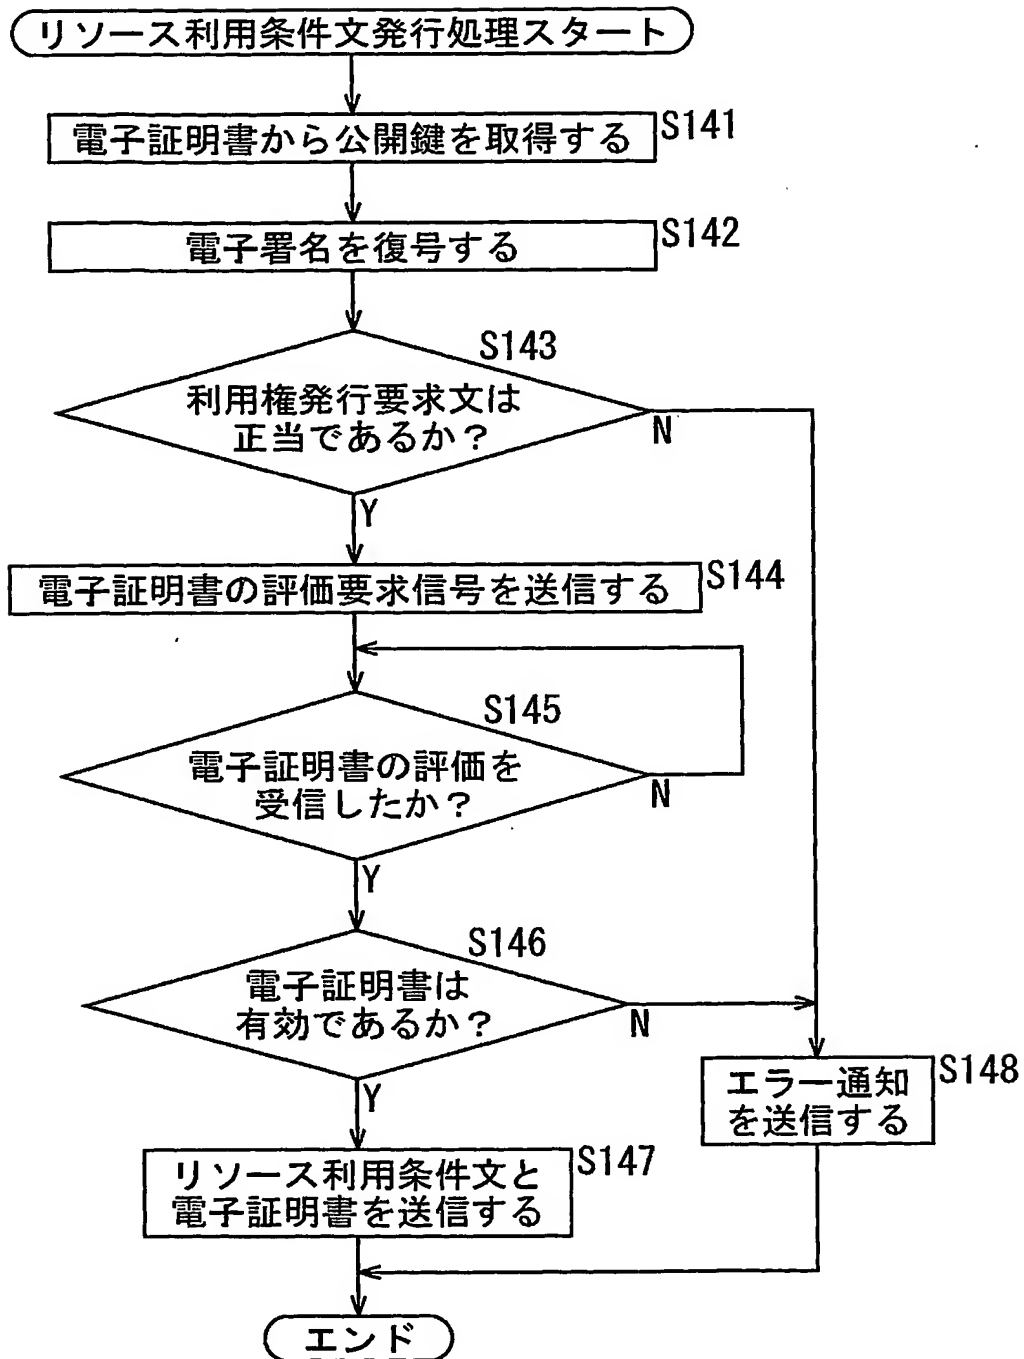 リソース利用条件文発行処理スタート
電子証明書から公開鍵を取得する
S141
電子署名を復号する
S142
S143
利用権発行要求文は
正当であるか？
N
Y
電子証明書の評価要求信号を送信する
S144
S145
電子証明書の評価を
受信したか？
N
Y
S146
電子証明書は
有効であるか？
N
Y
エラー通知
を送信する
S148
リソース利用条件文と
電子証明書を送信する
S147
エンド